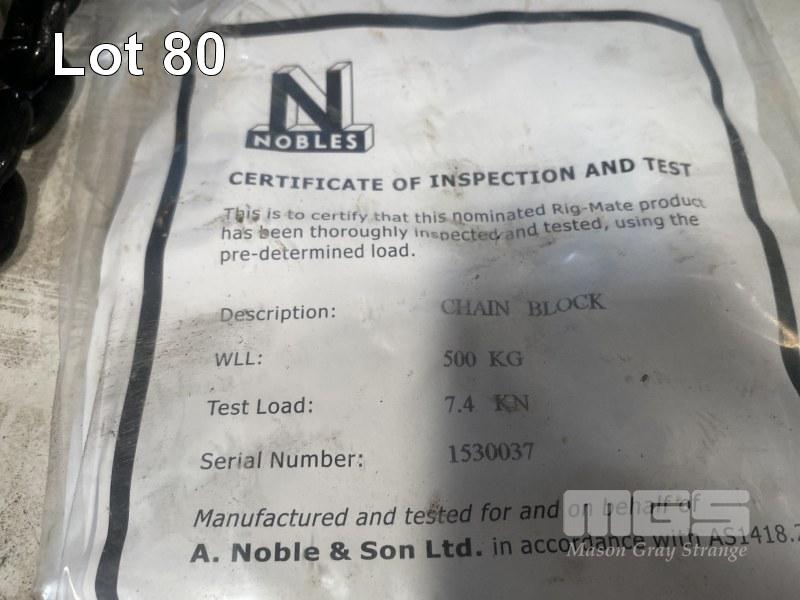 Lot 80
N
NOBLES
CERTIFICATE OF INSPECTION AND TEST
This is to certify that this nominated Rig-Mate product
has been thoroughly inspected and tested, using the
pre-determined load.
Description: CHAIN BLOCK
WLL: 500 KG
Test Load: 7.4 KN
Serial Number: 1530037
Manufactured and tested for and on behalf of
A. Noble & Son Ltd. in accordance with AS1418.2
MGS
Mason Gray Strange